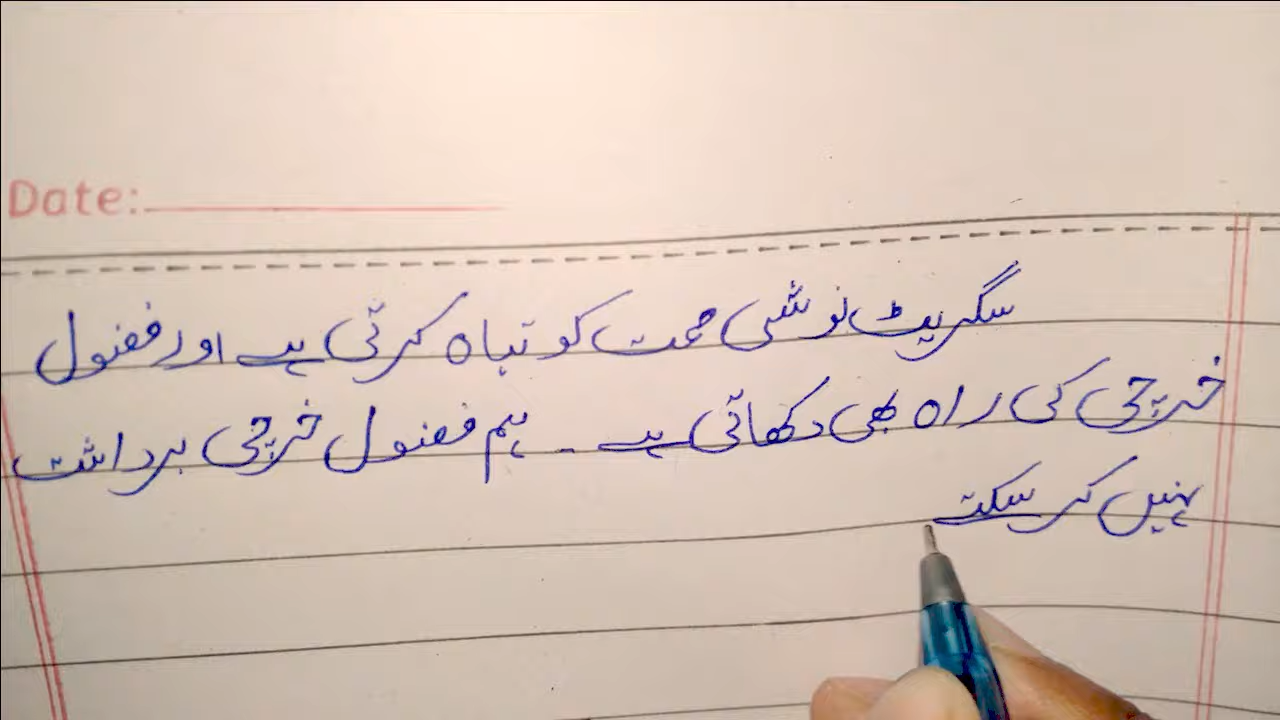 Date:
سگریٹ نوشی صحت کو تباہ کرتی ہے اور فضول
خرچی کی راہ بھی دکھاتی ہے ۔ ہم فضول خرچی برداشت
نہیں کر سکتے